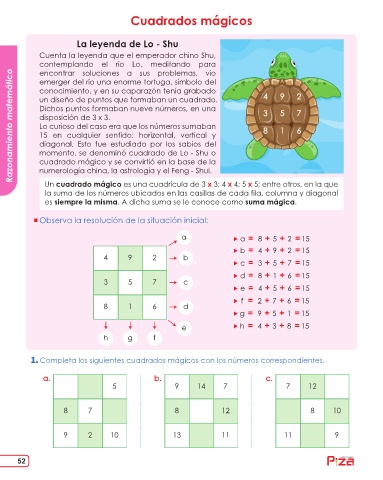 Cuadrados mágicos
Razonamiento matemático
La leyenda de Lo - Shu
Cuenta la leyenda que el emperador chino Shu,
contemplando el río Lo, meditando para
encontrar soluciones a sus problemas, vio
emerger del río una enorme tortuga, símbolo del
conocimiento, y en su caparazón tenía grabado
un diseño de puntos que formaban un cuadrado.
Dichos puntos formaban nueve números, en una
disposición de 3 x 3.
Lo curioso del caso era que los números sumaban
15 en cualquier sentido: horizontal, vertical y
diagonal. Esto fue estudiado por los sabios del
momento, se denominó cuadrado de Lo - Shu o
cuadrado mágico y se convirtió en la base de la
numerología china, la astrología y el Feng - Shui.
4 9 2
3 5 7
8 1 6
Un cuadrado mágico es una cuadrícula de 3 x 3; 4 x 4; 5 x 5; entre otros, en la que
la suma de los números ubicados en las casillas de cada fila, columna y diagonal
es siempre la misma. A dicha suma se le conoce como suma mágica.
Observa la resolución de la situación inicial:
a
4 9 2 b
3 5 7 c
8 1 6 d
e
h g f
a = 8 + 5 + 2 = 15
b = 4 + 9 + 2 = 15
c = 3 + 5 + 7 = 15
d = 8 + 1 + 6 = 15
e = 4 + 5 + 6 = 15
f = 2 + 7 + 6 = 15
g = 9 + 5 + 1 = 15
h = 4 + 3 + 8 = 15
1. Completa los siguientes cuadrados mágicos con los números correspondientes.
a.
5
8 7
9 2 10
b.
9 14 7
8 12
13 11
c.
7 12
8 10
11 9
52
Piza